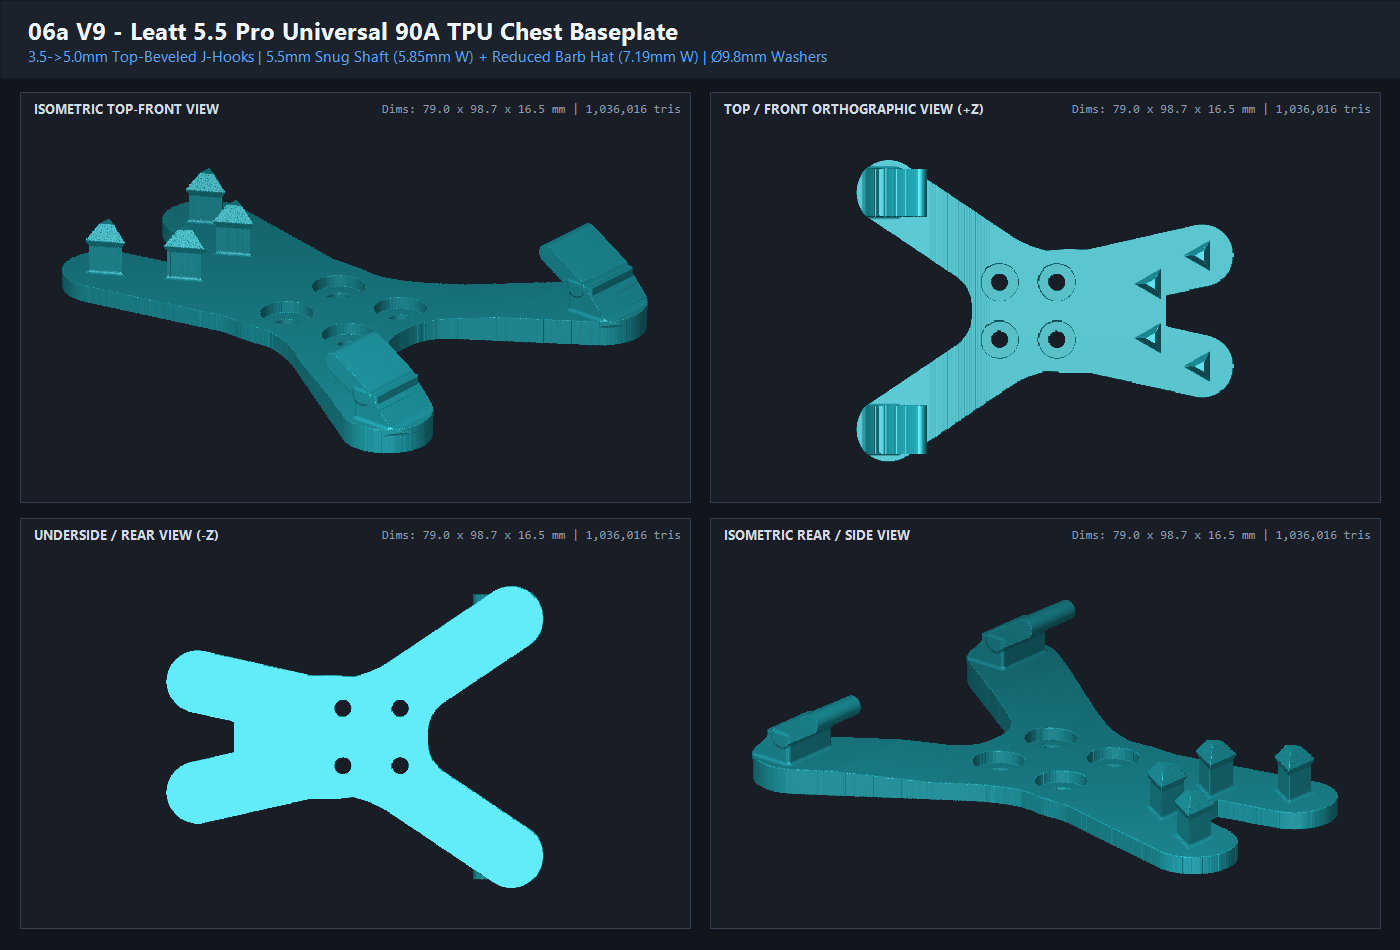 06a V9 - Leatt 5.5 Pro Universal 90A TPU Chest Baseplate
3.5->5.0mm Top-Beveled J-Hooks | 5.5mm Snug Shaft (5.85mm W) + Reduced Barb Hat (7.19mm W) | Ø9.8mm Washers
ISOMETRIC TOP-FRONT VIEW Dims: 79.0 x 98.7 x 16.5 mm | 1,036,016 tris
TOP / FRONT ORTHOGRAPHIC VIEW (+Z) Dims: 79.0 x 98.7 x 16.5 mm | 1,036,016 tris
UNDERSIDE / REAR VIEW (-Z) Dims: 79.0 x 98.7 x 16.5 mm | 1,036,016 tris
ISOMETRIC REAR / SIDE VIEW Dims: 79.0 x 98.7 x 16.5 mm | 1,036,016 tris